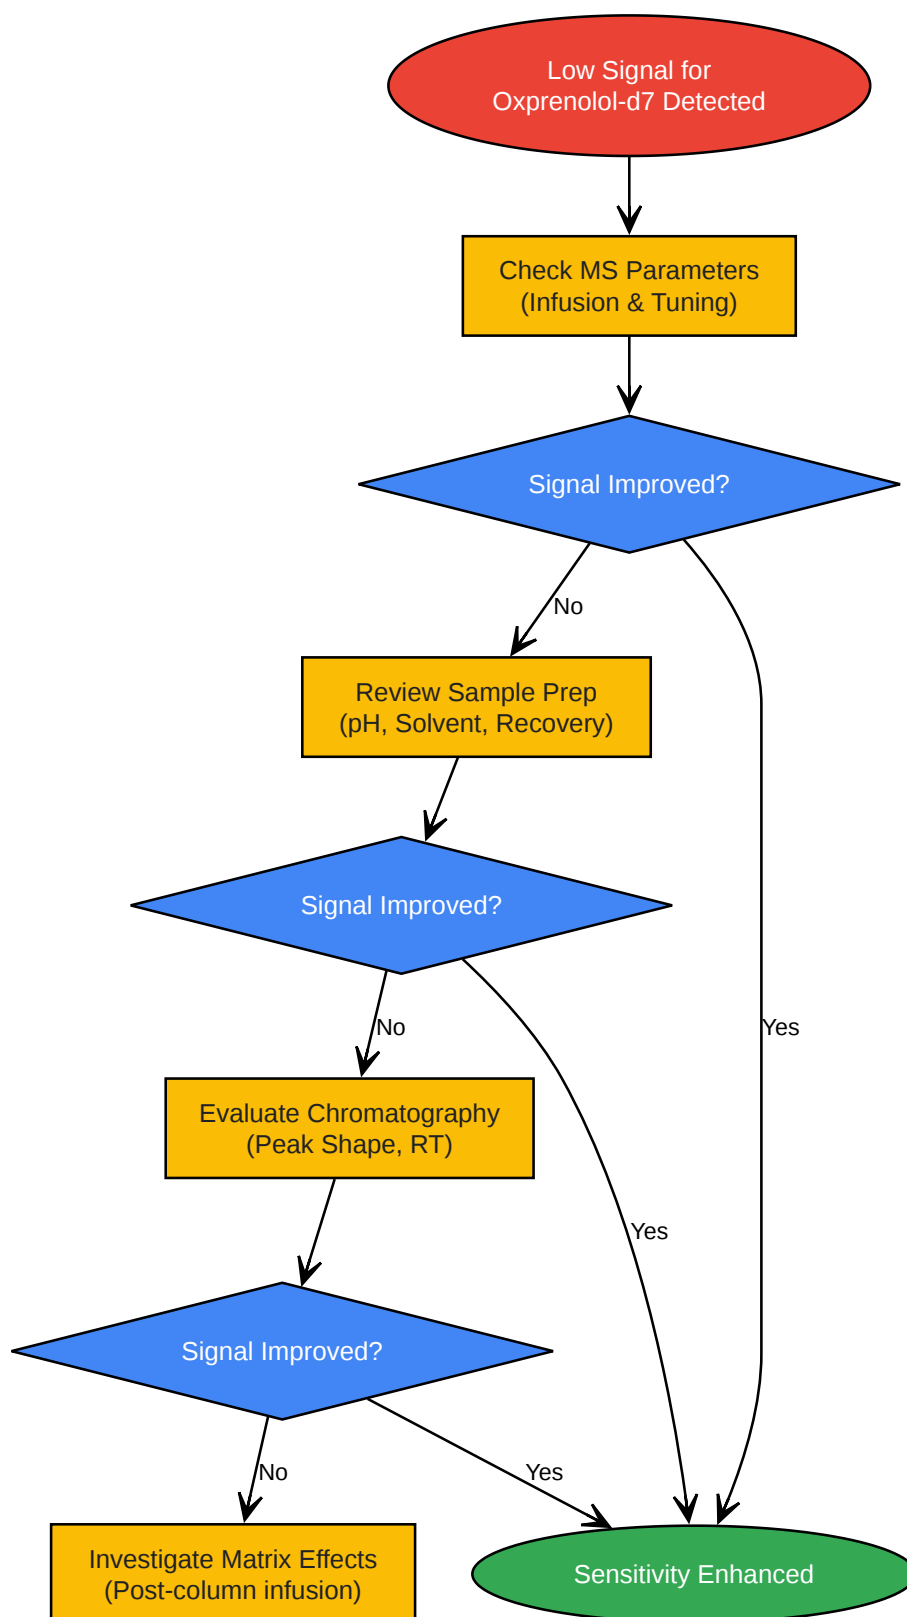 Low Signal for
Oxprenolol-d7 Detected
Check MS Parameters
(Infusion & Tuning)
Signal Improved?
No
Review Sample Prep
(pH, Solvent, Recovery)
Signal Improved?
No
Yes
Evaluate Chromatography
(Peak Shape, RT)
Yes
Signal Improved?
No
Yes
Investigate Matrix Effects
(Post-column infusion)
Sensitivity Enhanced